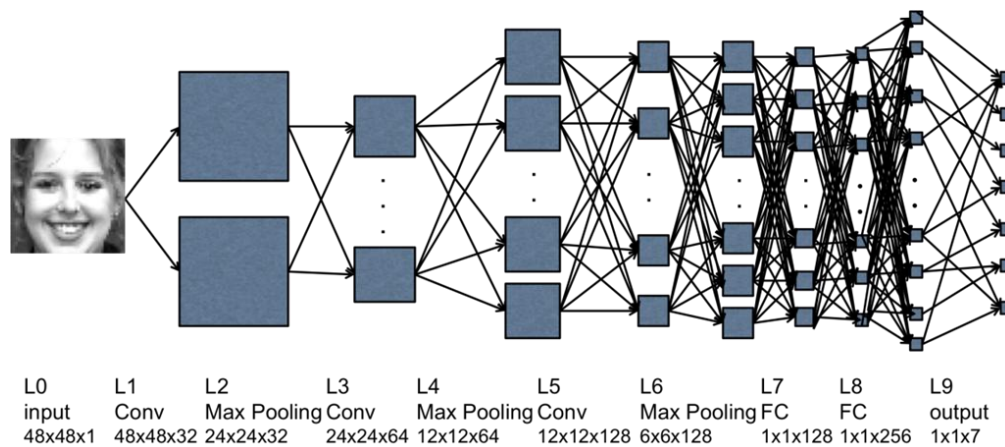 L0 L1 L2 L3 L4 L5 L6 L7 L8 L9
input Conv Max Pooling Conv Max Pooling Conv Max Pooling FC FC output
48x48x1 48x48x32 24x24x32 24x24x64 12x12x64 12x12x128 6x6x128 1x1x128 1x1x256 1x1x7